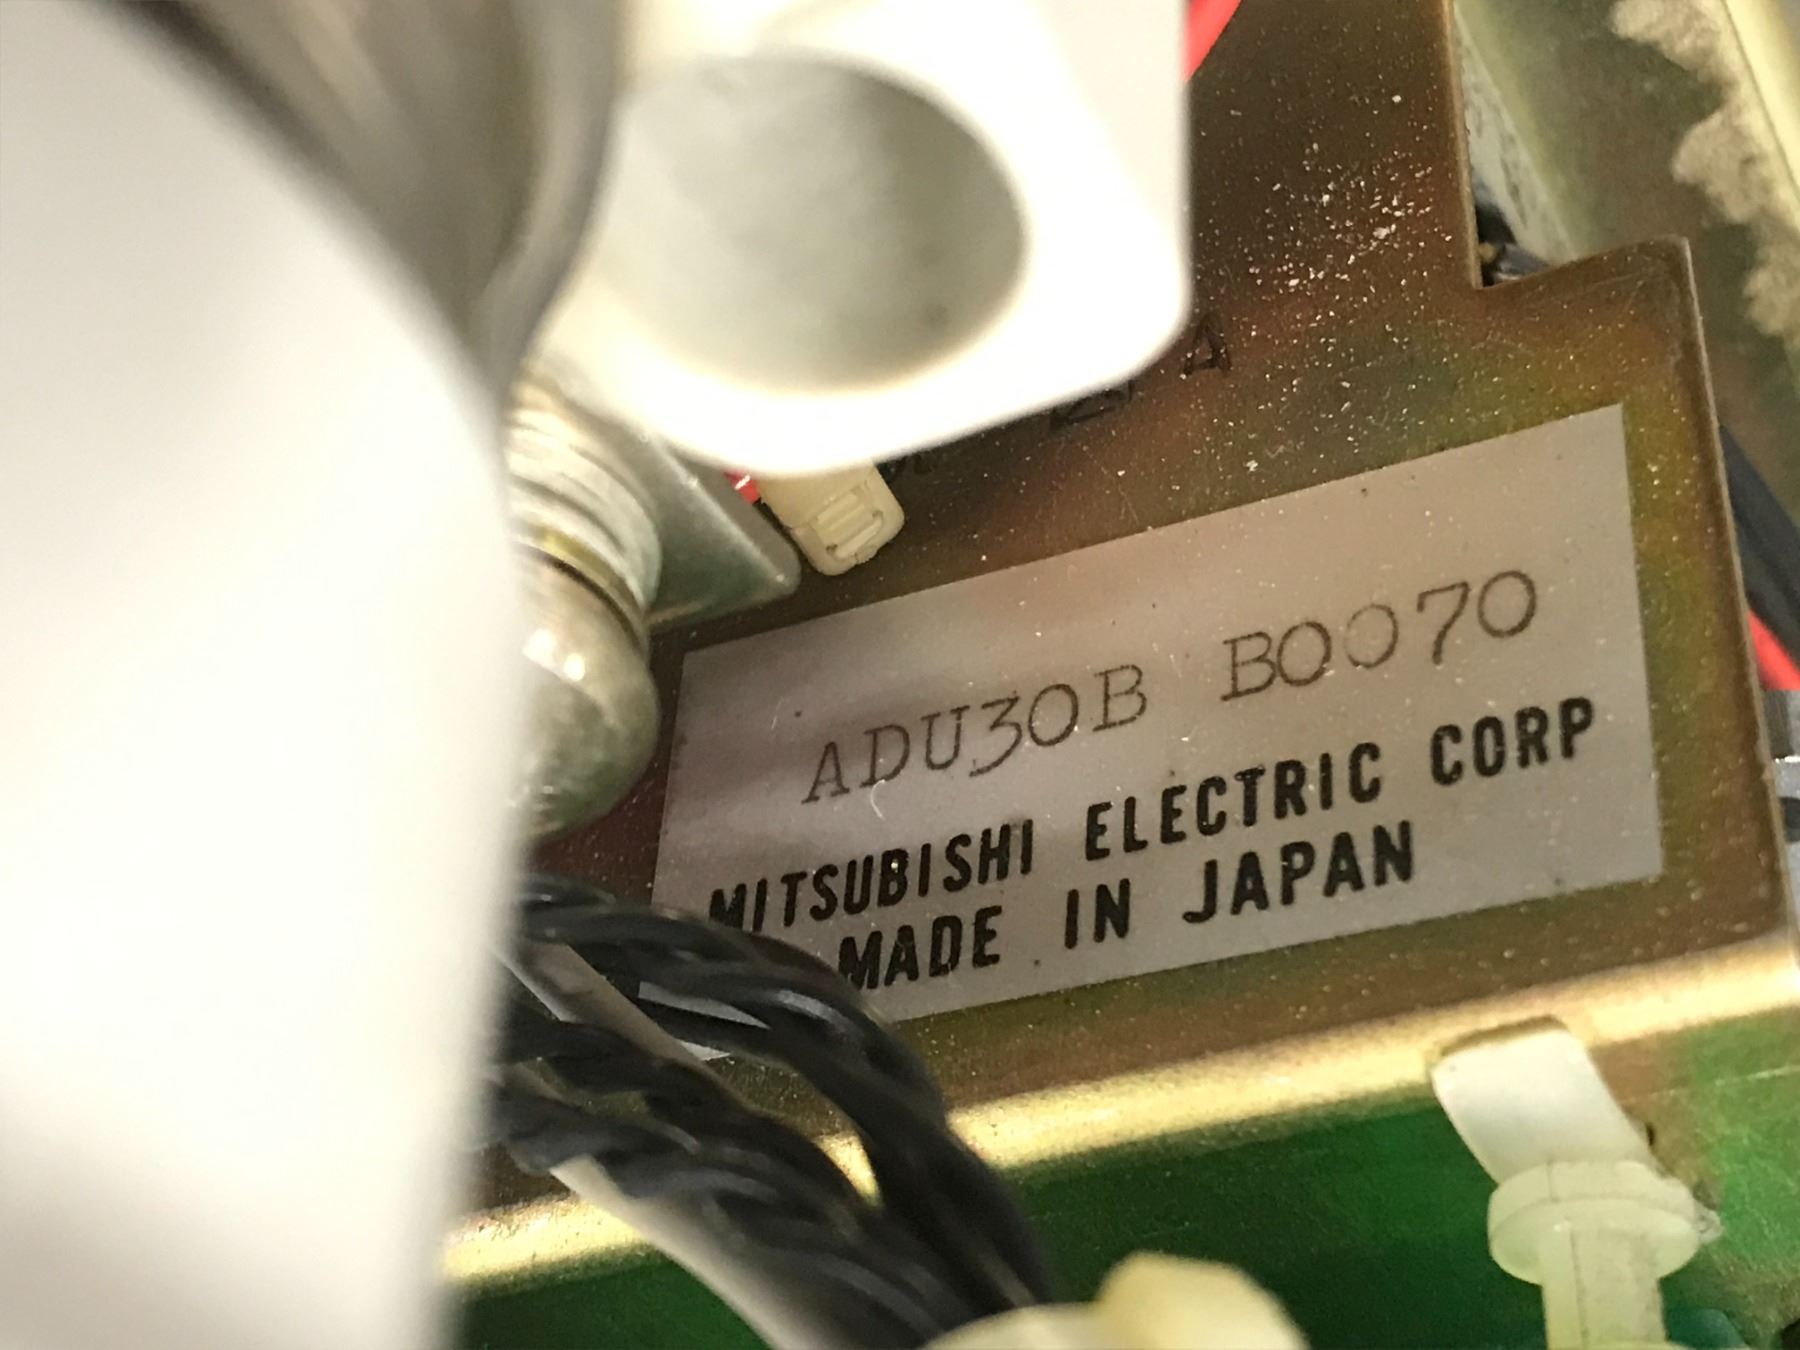 ADU30B B0070
MITSUBISHI ELECTRIC CORP
MADE IN JAPAN